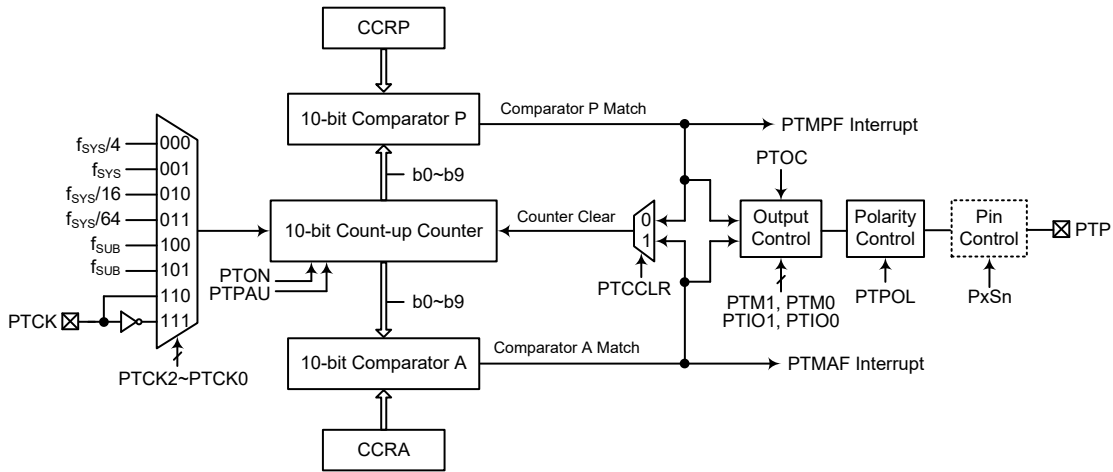 CCRP
10-bit Comparator P
Comparator P Match
PTMPF Interrupt
fSYS/4
000
fSYS
001
fSYS/16
010
fSYS/64
011
fSUB
100
fSUB
101
110
111
PTCK
PTCK2~PTCK0
b0~b9
10-bit Count-up Counter
PTON
PTPAU
b0~b9
Counter Clear
0
1
PTCCLR
PTOC
Output
Control
PTM1, PTM0
PTIO1, PTIO0
Polarity
Control
PTPOL
Pin
Control
PxSn
PTP
10-bit Comparator A
Comparator A Match
PTMAF Interrupt
CCRA